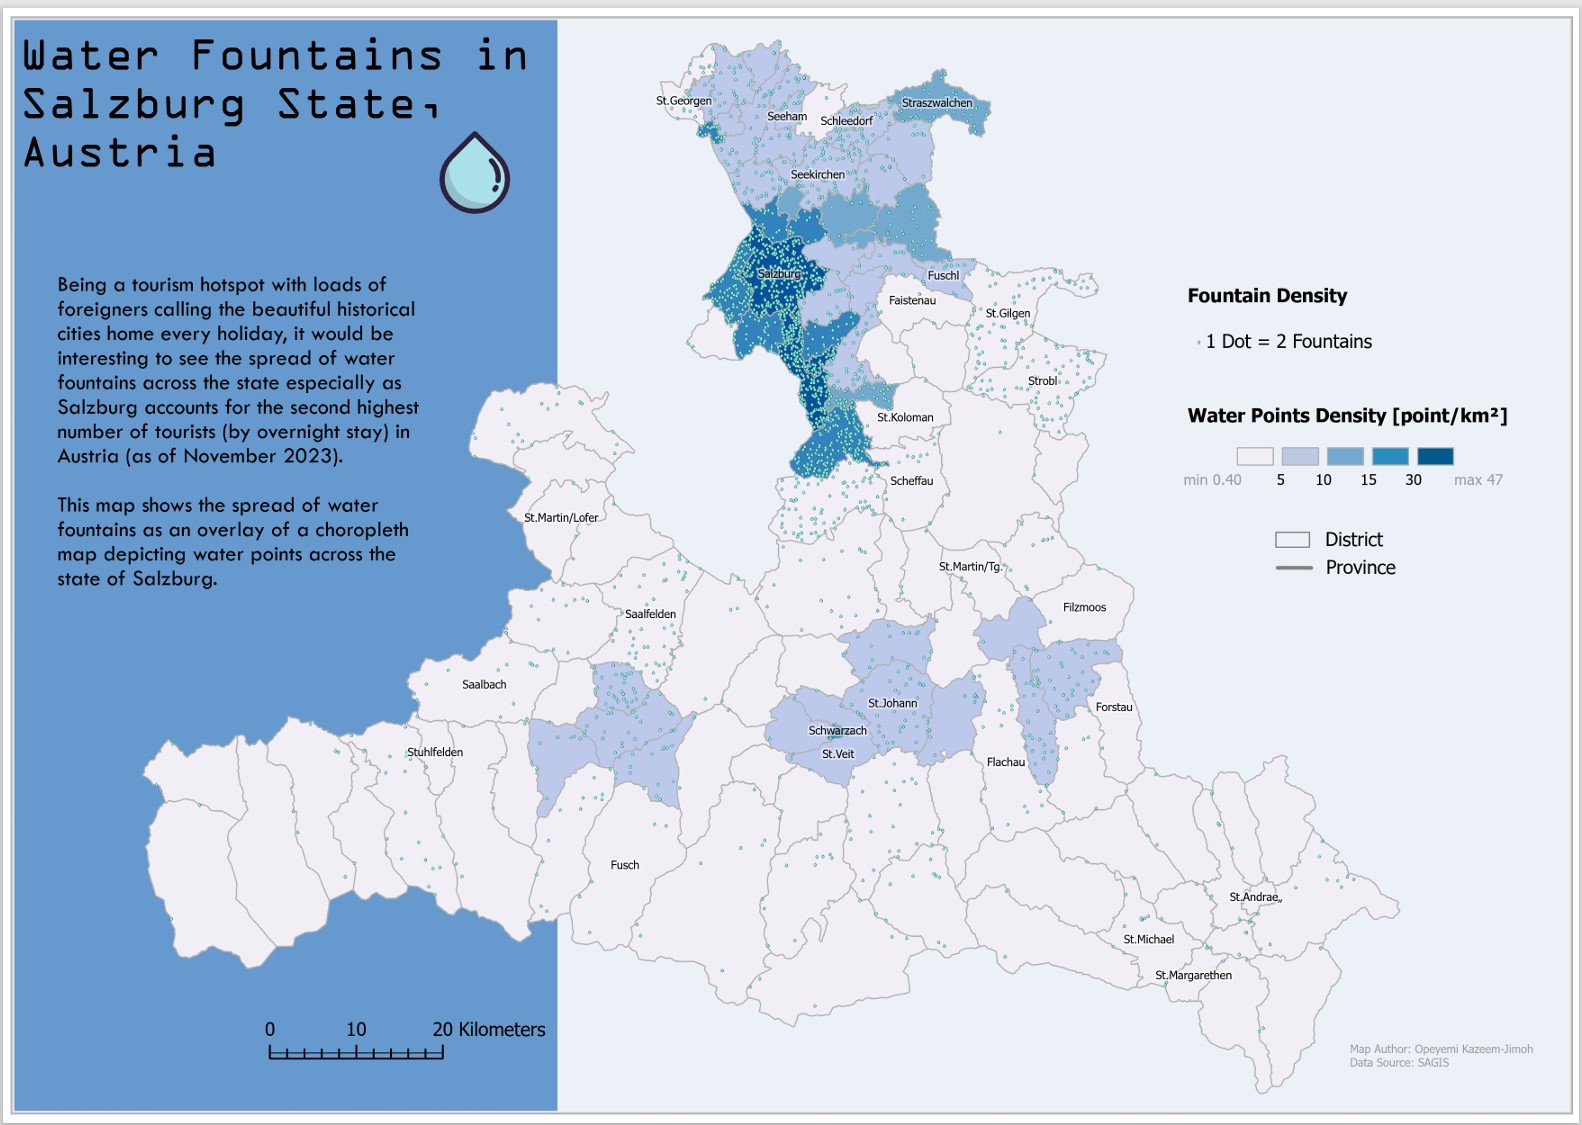 Water Fountains in
Salzburg State,
Austria
Being a tourism hotspot with loads of
foreigners calling the beautiful historical
cities home every holiday, it would be
interesting to see the spread of water
fountains across the state especially as
Salzburg accounts for the second highest
number of tourists (by overnight stay) in
Austria (as of November 2023).
This map shows the spread of water
fountains as an overlay of a choropleth
map depicting water points across the
state of Salzburg.
St.Georgen
Straszwalchen
Seeham
Schleedorf
Seekirchen
Salzburg
Fuschl
Faistenau
St.Gilgen
Strobl
St.Koloman
Scheffau
St.Martin/Lofer
St.Martin/Tg.
Filzmoos
Saalfelden
Saalbach
St.Johann
Forstau
Schwarzach
St.Veit
Stuhlfelden
Flachau
Fusch
St.Andrae„
St.Michael
St.Margarethen
Fountain Density
1 Dot = 2 Fountains
Water Points Density [point/km²]
min 0.40 5 10 15 30 max 47
District
Province
0 10 20 Kilometers
Map Author: Opeyemi Kazeem-Jimoh
Data Source: SAGIS